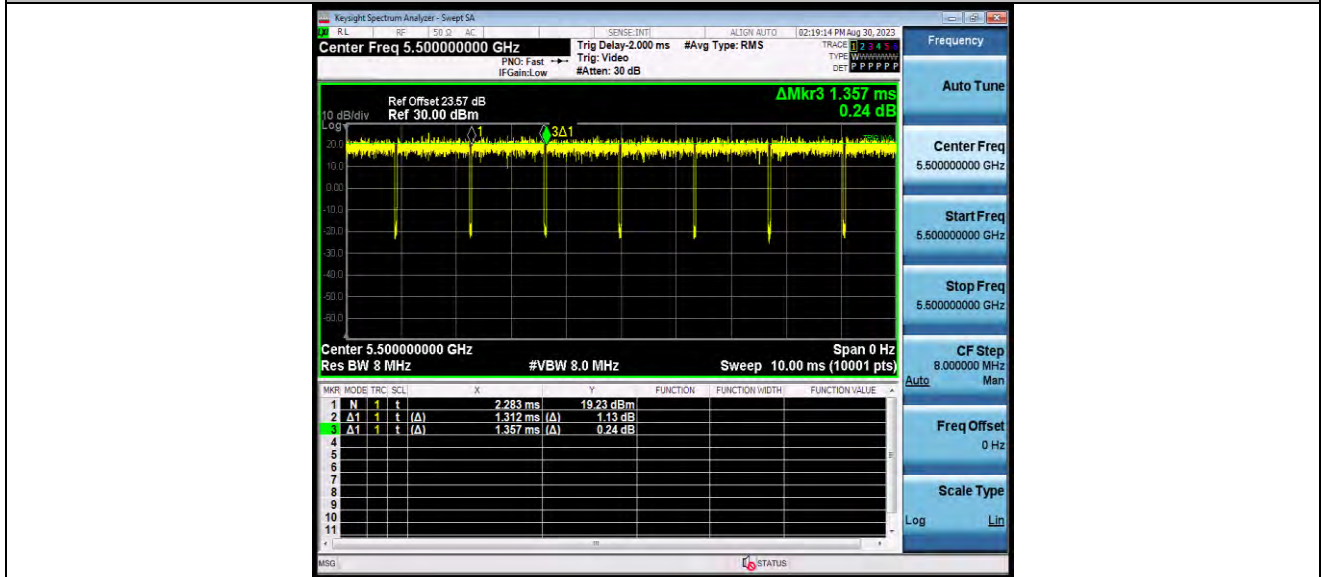 Keysight Spectrum Analyzer - Swept SA
RL RF 50 Ω AC SENSE:INT ALIGN AUTO 02:19:14 PM Aug 30, 2023
Center Freq 5.500000000 GHz
PNO: Fast
IFGain:Low
Trig Delay-2.000 ms
Trig: Video
#Atten: 30 dB
#Avg Type: RMS
TRACE 1 2 3 4 5 6
TYPE WWWWWW
DET P P P P P P
10 dB/div
Log
Ref Offset 23.57 dB
Ref 30.00 dBm
ΔMkr3 1.357 ms
0.24 dB
1
3Δ1
20.0
10.0
0.00
-10.0
-20.0
-30.0
-40.0
-50.0
-60.0
Center 5.500000000 GHz Span 0 Hz
Res BW 8 MHz #VBW 8.0 MHz Sweep 10.00 ms (10001 pts)
MKR MODE TRC SCL X Y FUNCTION FUNCTION WIDTH FUNCTION VALUE
1 N 1 t 2.283 ms 19.23 dBm
2 Δ1 1 t (Δ) 1.312 ms (Δ) 1.13 dB
3 Δ1 1 t (Δ) 1.357 ms (Δ) 0.24 dB
4
5
6
7
8
9
10
11
MSG STATUS
Frequency
Auto Tune
Center Freq
5.500000000 GHz
Start Freq
5.500000000 GHz
Stop Freq
5.500000000 GHz
CF Step
8.000000 MHz
Auto Man
Freq Offset
0 Hz
Scale Type
Log Lin